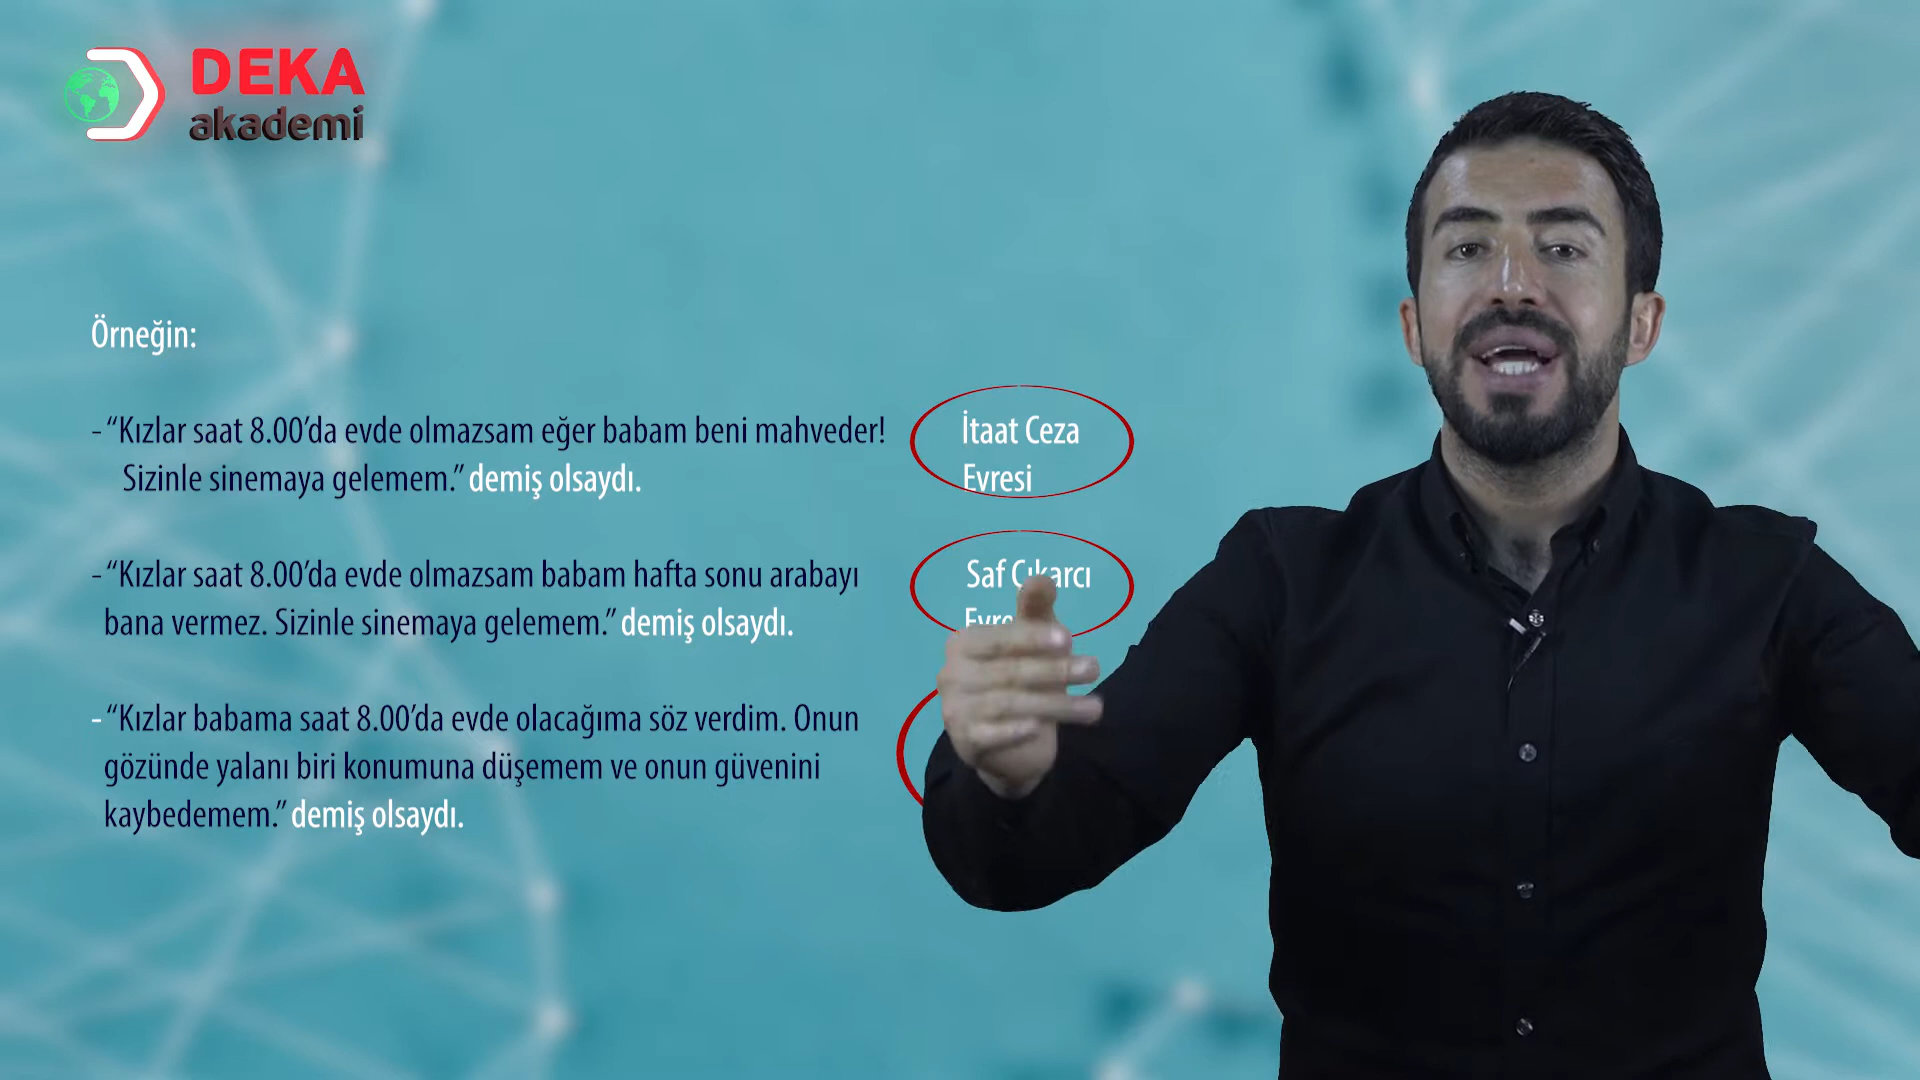 DEKA
akademi
Örneğin:
- “Kızlar saat 8.00’da evde olmazsam eğer babam beni mahveder!
Sizinle sinemaya gelemem.” demiş olsaydı.
İtaat Ceza
Evresi
- “Kızlar saat 8.00’da evde olmazsam babam hafta sonu arabayı
bana vermez. Sizinle sinemaya gelemem.” demiş olsaydı.
Saf Çıkarcı
- “Kızlar babama saat 8.00’da evde olacağıma söz verdim. Onun
gözünde yalanı biri konumuna düşemem ve onun güvenini
kaybedemem.” demiş olsaydı.